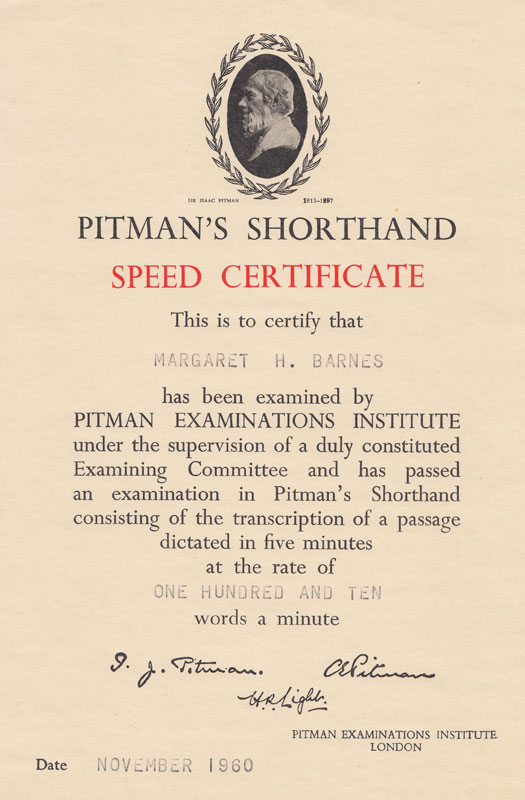 SIR ISAAC PITMAN 1813–1897
PITMAN'S SHORTHAND
SPEED CERTIFICATE
This is to certify that
MARGARET H. BARNES
has been examined by
PITMAN EXAMINATIONS INSTITUTE
under the supervision of a duly constituted
Examining Committee and has passed
an examination in Pitman's Shorthand
consisting of the transcription of a passage
dictated in five minutes
at the rate of
ONE HUNDRED AND TEN
words a minute
I. J. Pitman. CEPitman
H.R.Light.
PITMAN EXAMINATIONS INSTITUTE
LONDON
Date NOVEMBER 1960